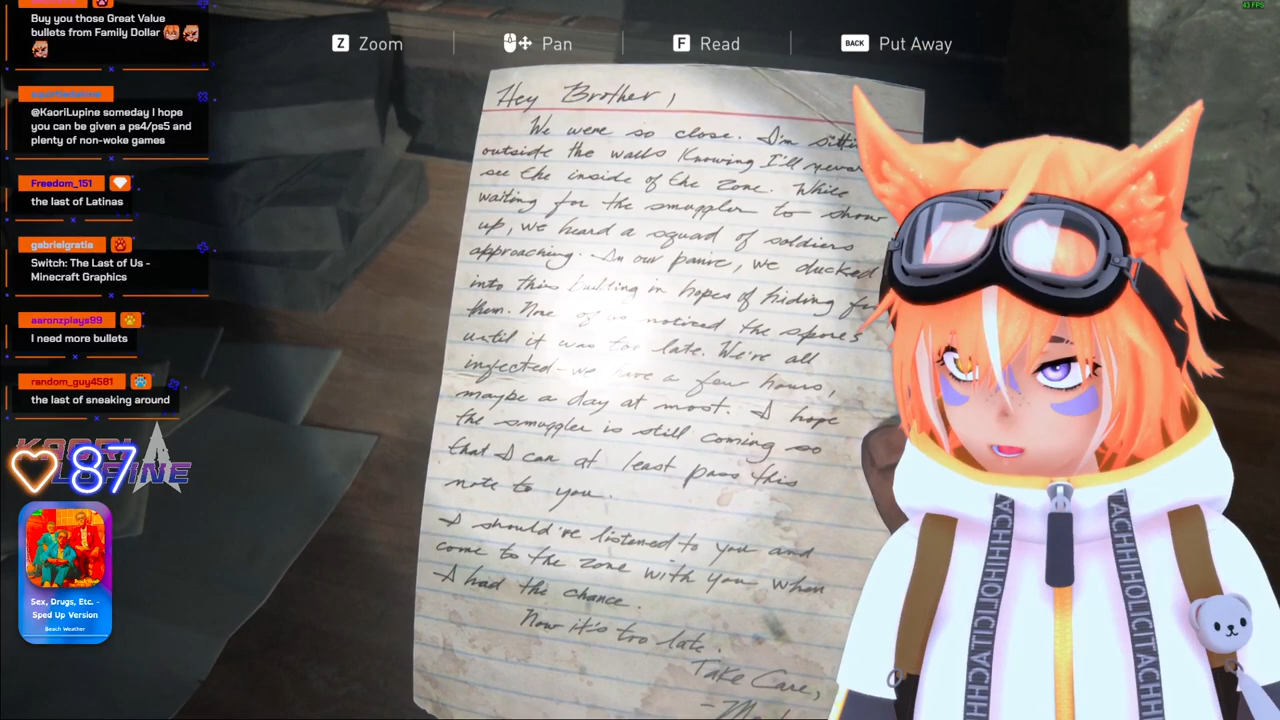 Buy you those Great Value
bullets from Family Dollar
@KaoriLupine someday I hope
you can be given a ps4/ps5 and
plenty of non-woke games
Freedom_151
the last of Latinas
gabrielgratia
Switch: The Last of Us -
Minecraft Graphics
aaronzplays99
I need more bullets
random_guy4581
the last of sneaking around
KAORI
LUPINE
87
Sex, Drugs, Etc. -
Sped Up Version
Beach Weather
Z Zoom
Pan
F Read
BACK Put Away
43 FPS
Hey Brother,
We were so close. I'm
outside the walls knowing I'll never
see the inside of the zone. While
waiting for the smuggler to show
up, we heard a squad of soldiers
approaching. In our panic, we ducked
into this building in hopes of hiding
them. None of us noticed the spores
until it was too late. We're all
infected - we have a few hours,
maybe a day at most. I hope
the smuggler is still coming so
that I can at least pass this
note to you.
I should've listened to you and
come to the zone with you when
I had the chance.
Now it's too late.
Take Care,